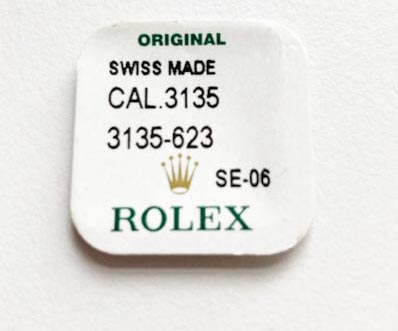 ORIGINAL
SWISS MADE
CAL.3135
3135-623
SE-06
ROLEX